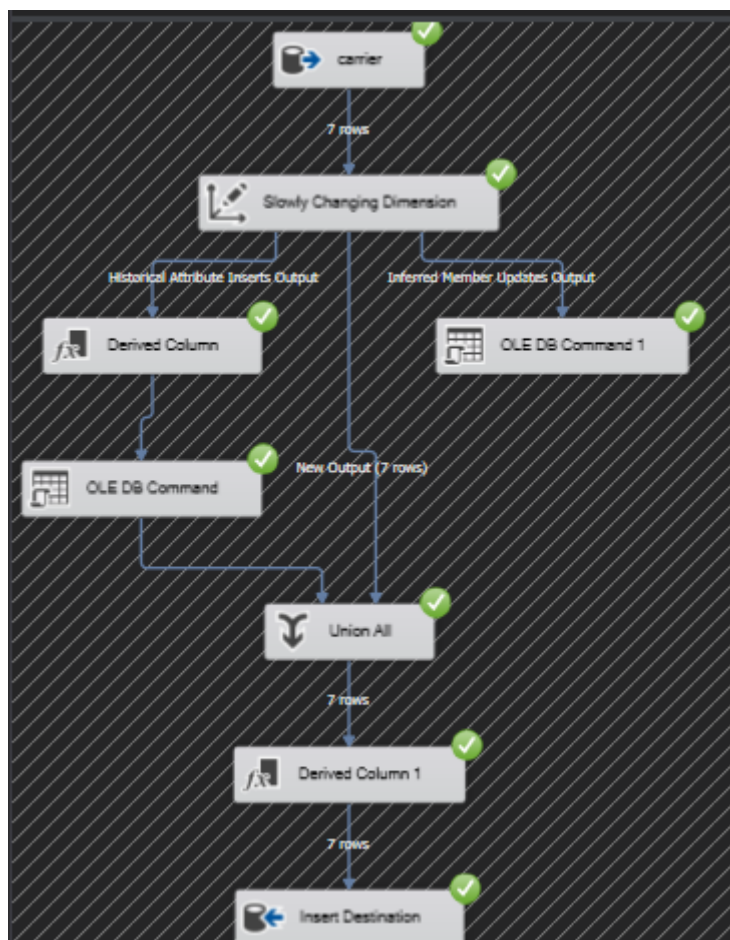 carrier
7 rows
Slowly Changing Dimension
Historical Attribute Inserts Output
Inferred Member Updates Output
Derived Column
OLE DB Command 1
New Output (7 rows)
OLE DB Command
Union All
7 rows
Derived Column 1
7 rows
Insert Destination